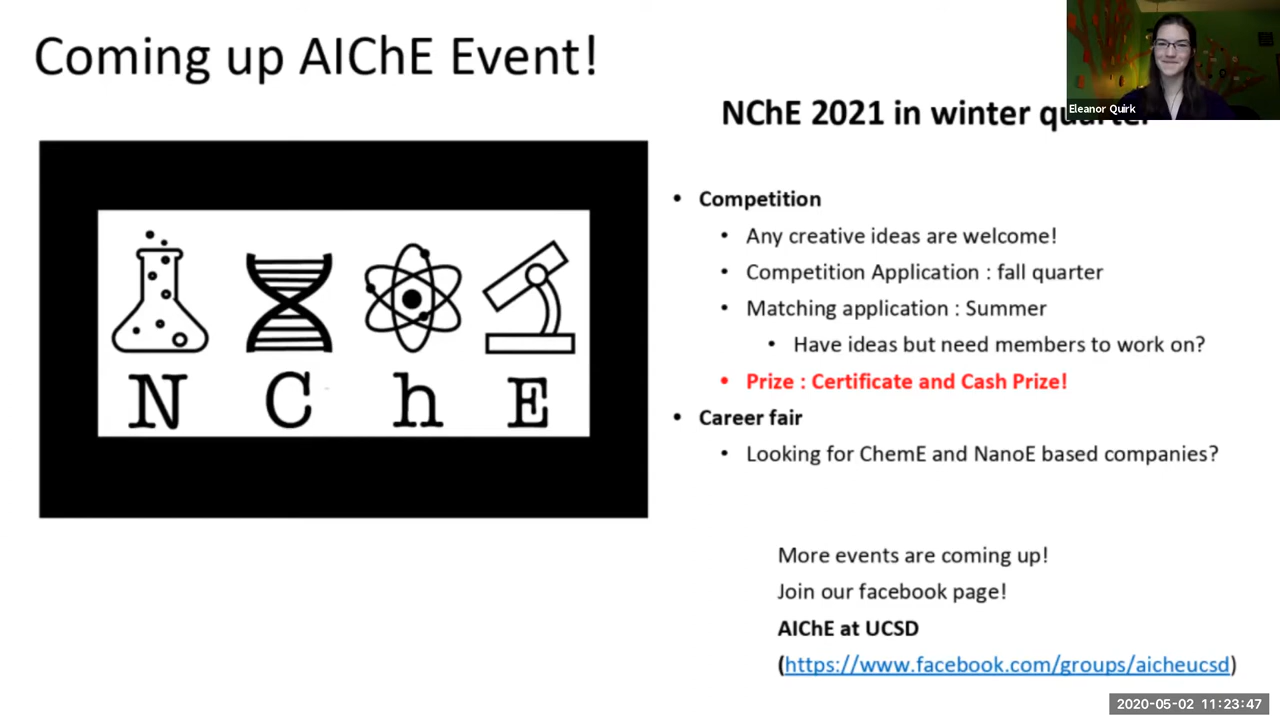 Coming up AIChE Event!
Eleanor Quirk
NChE 2021 in winter quarter
N C h E
• Competition
• Any creative ideas are welcome!
• Competition Application : fall quarter
• Matching application : Summer
• Have ideas but need members to work on?
• Prize : Certificate and Cash Prize!
• Career fair
• Looking for ChemE and NanoE based companies?
More events are coming up!
Join our facebook page!
AIChE at UCSD
(https://www.facebook.com/groups/aicheucsd)
2020-05-02 11:23:47